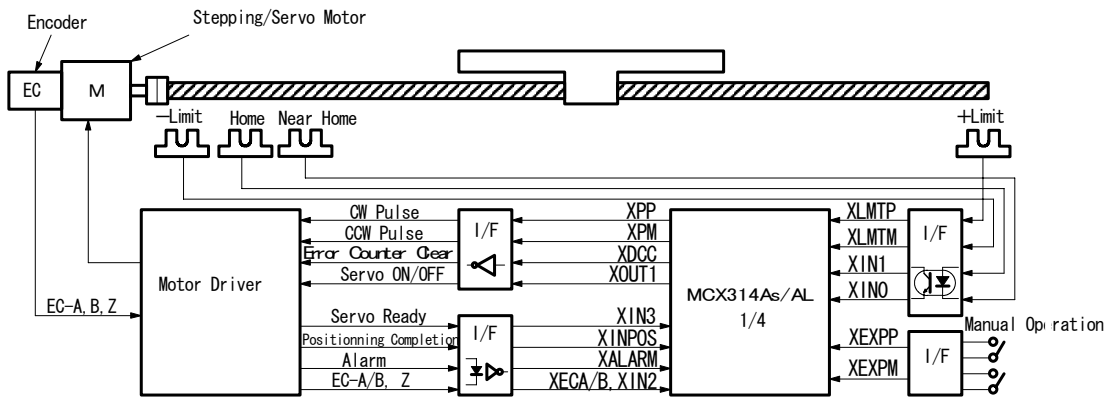 Encoder
Stepping/Servo Motor
EC
M
−Limit
Home
Near Home
+Limit
CW Pulse
CCW Pulse
Error Counter Clear
Servo ON/OFF
I/F
XPP
XPM
XDCC
XOUT1
XLMTP
XLMTM
XIN1
XIN0
I/F
Motor Driver
MCX314As/AL
1/4
EC-A,B,Z
Servo Ready
Positionning Completion
Alarm
EC-A/B, Z
I/F
XIN3
XINPOS
XALARM
XECA/B,XIN2
XEXPP
XEXPM
I/F
Manual Operation